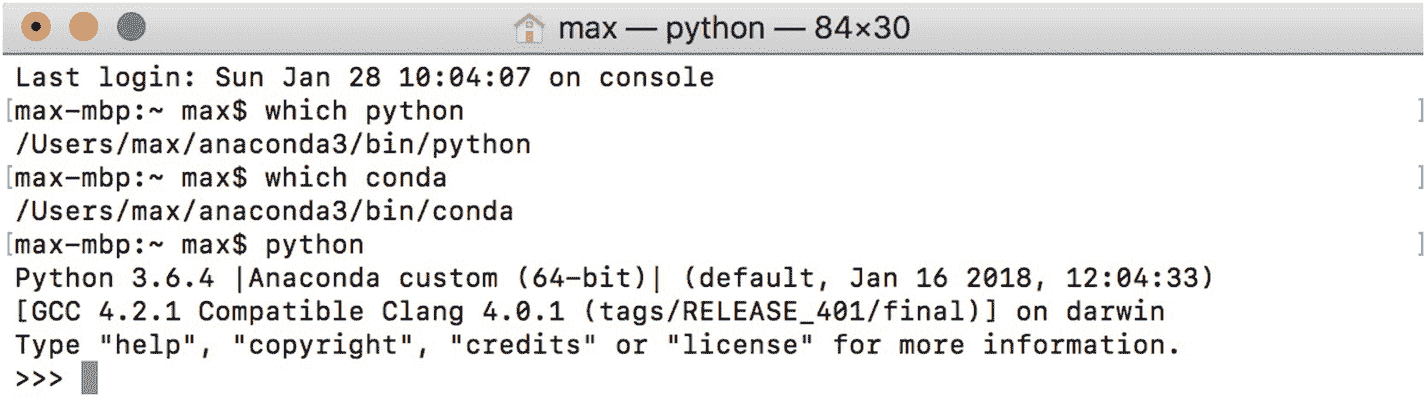 max — python — 84×30
Last login: Sun Jan 28 10:04:07 on console
[max-mbp:~ max$ which python ]
/Users/max/anaconda3/bin/python
[max-mbp:~ max$ which conda ]
/Users/max/anaconda3/bin/conda
[max-mbp:~ max$ python ]
Python 3.6.4 |Anaconda custom (64-bit)| (default, Jan 16 2018, 12:04:33)
[GCC 4.2.1 Compatible Clang 4.0.1 (tags/RELEASE_401/final)] on darwin
Type "help", "copyright", "credits" or "license" for more information.
>>>